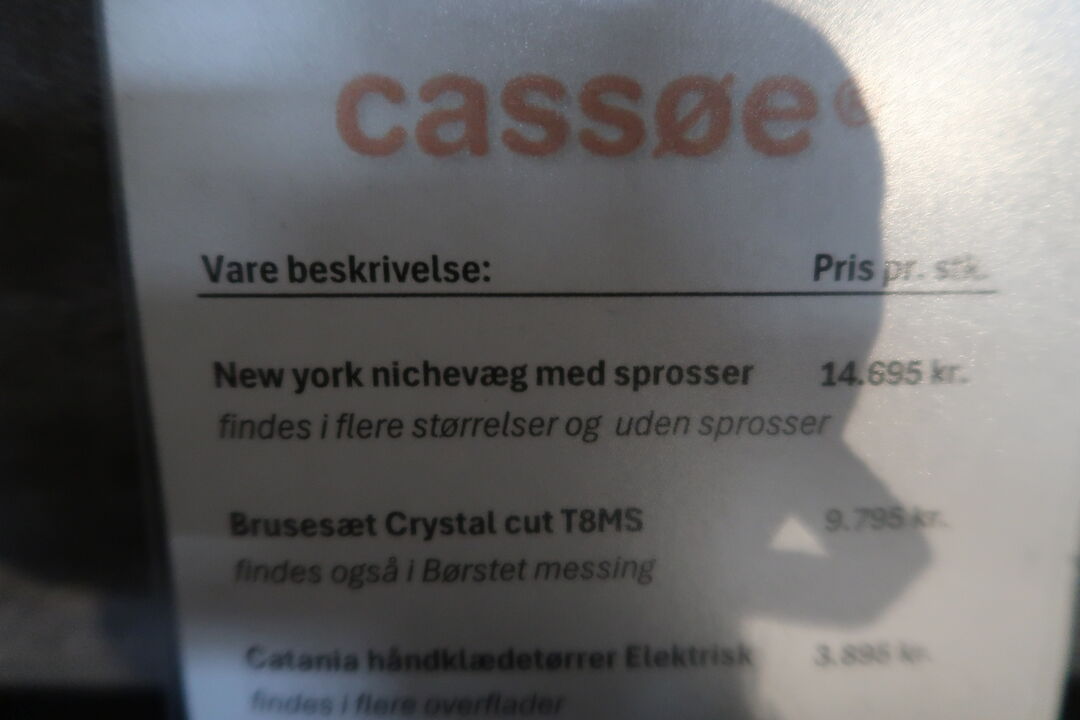 cassøe®
Vare beskrivelse: Pris pr. stk.
New york nichevæg med sprosser 14.695 kr.
findes i flere størrelser og uden sprosser
Brusesæt Crystal cut T8MS 9.795 kr.
findes også i Børstet messing
Catania håndklædetørrer Elektrisk 3.895 kr.
findes i flere overflader